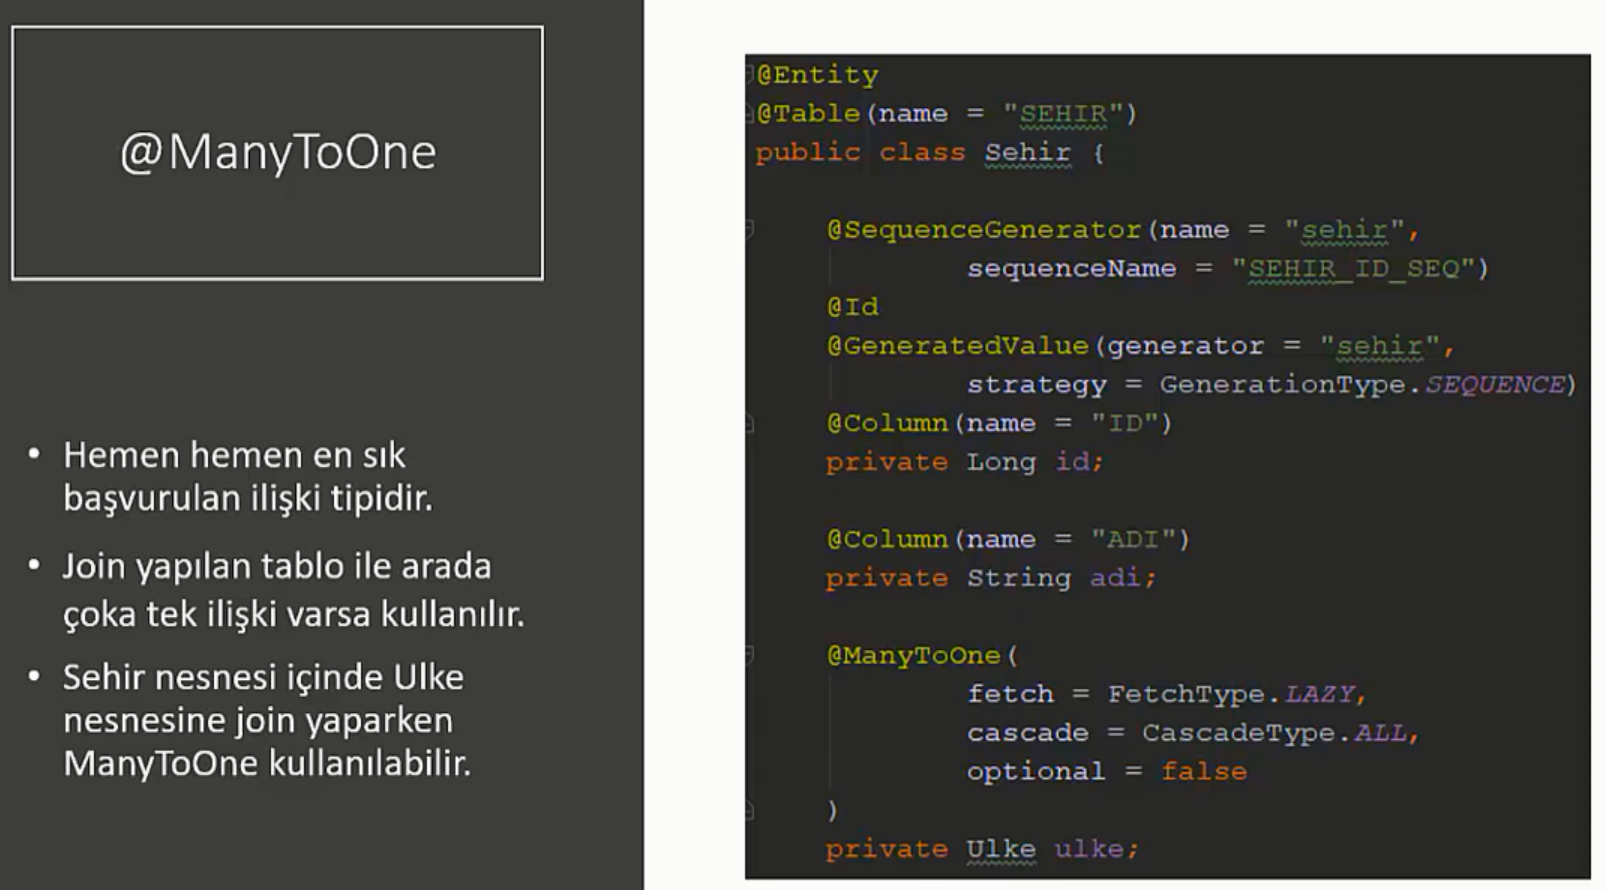 @ManyToOne
• Hemen hemen en sık
başvurulan ilişki tipidir.
• Join yapılan tablo ile arada
çoka tek ilişki varsa kullanılır.
• Sehir nesnesi içinde Ulke
nesnesine join yaparken
ManyToOne kullanılabilir.
@Entity
@Table(name = "SEHIR")
public class Sehir {
@SequenceGenerator(name = "sehir",
sequenceName = "SEHIR_ID_SEQ")
@Id
@GeneratedValue(generator = "sehir",
strategy = GenerationType.SEQUENCE)
@Column(name = "ID")
private Long id;
@Column(name = "ADI")
private String adi;
@ManyToOne(
fetch = FetchType.LAZY,
cascade = CascadeType.ALL,
optional = false
)
private Ulke ulke;